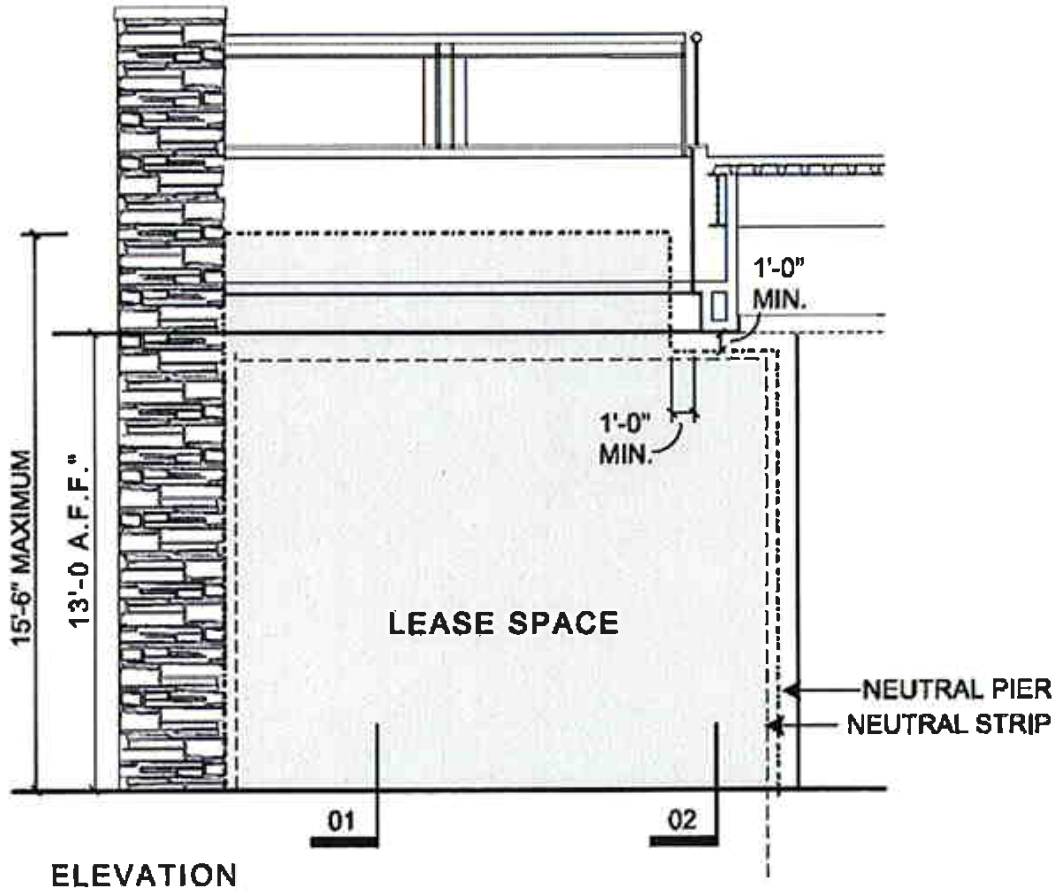 1'-0"
MIN.
1'-0"
MIN.
15'-6" MAXIMUM
13'-0 A.F.F."
LEASE SPACE
NEUTRAL PIER
NEUTRAL STRIP
01
02
ELEVATION